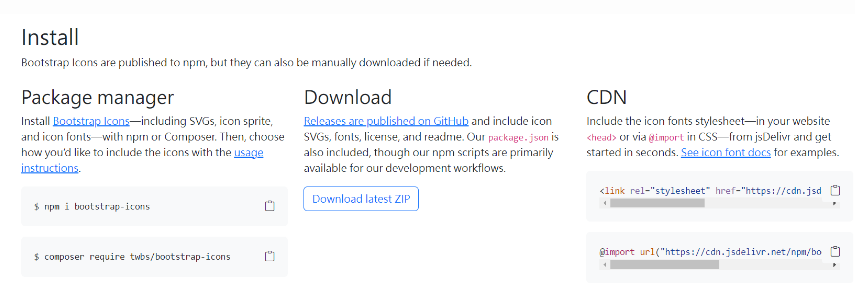 Install
Bootstrap Icons are published to npm, but they can also be manually downloaded if needed.
Package manager
Install Bootstrap Icons—including SVGs, icon sprite,
and icon fonts—with npm or Composer. Then, choose
how you'd like to include the icons with the usage
instructions.
$ npm i bootstrap-icons
$ composer require twbs/bootstrap-icons
Download
Releases are published on GitHub and include icon
SVGs, fonts, license, and readme. Our package.json is
also included, though our npm scripts are primarily
available for our development workflows.
Download latest ZIP
CDN
Include the icon fonts stylesheet—in your website
<head> or via @import in CSS—from jsDelivr and get
started in seconds. See icon font docs for examples.
<link rel="stylesheet" href="https://cdn.jsd
@import url("https://cdn.jsdelivr.net/npm/bo